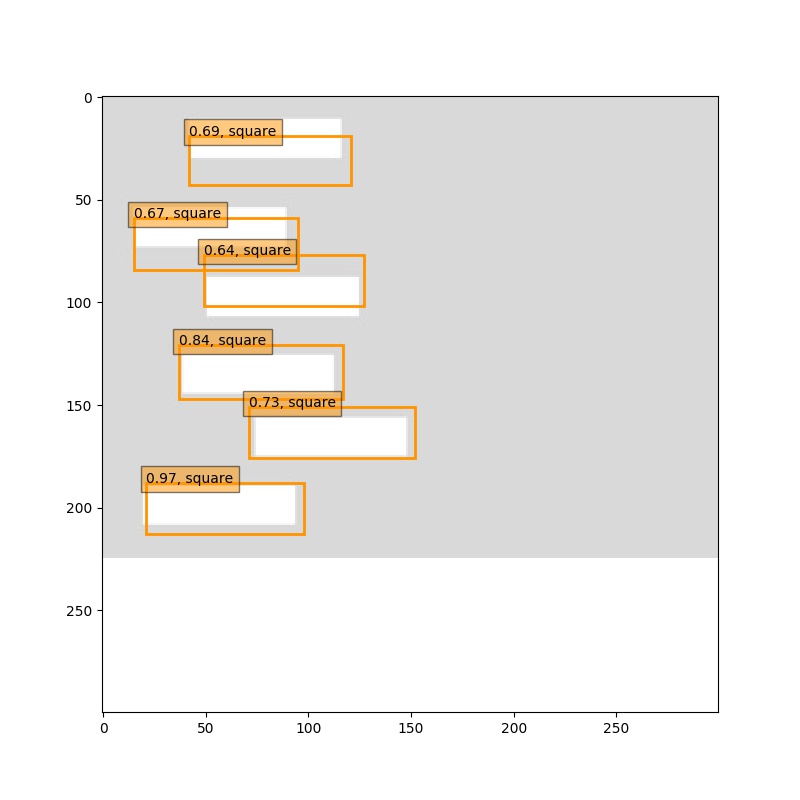 0
0.69, square
50
0.67, square
0.64, square
100
0.84, square
150
0.73, square
0.97, square
200
250
0 50 100 150 200 250